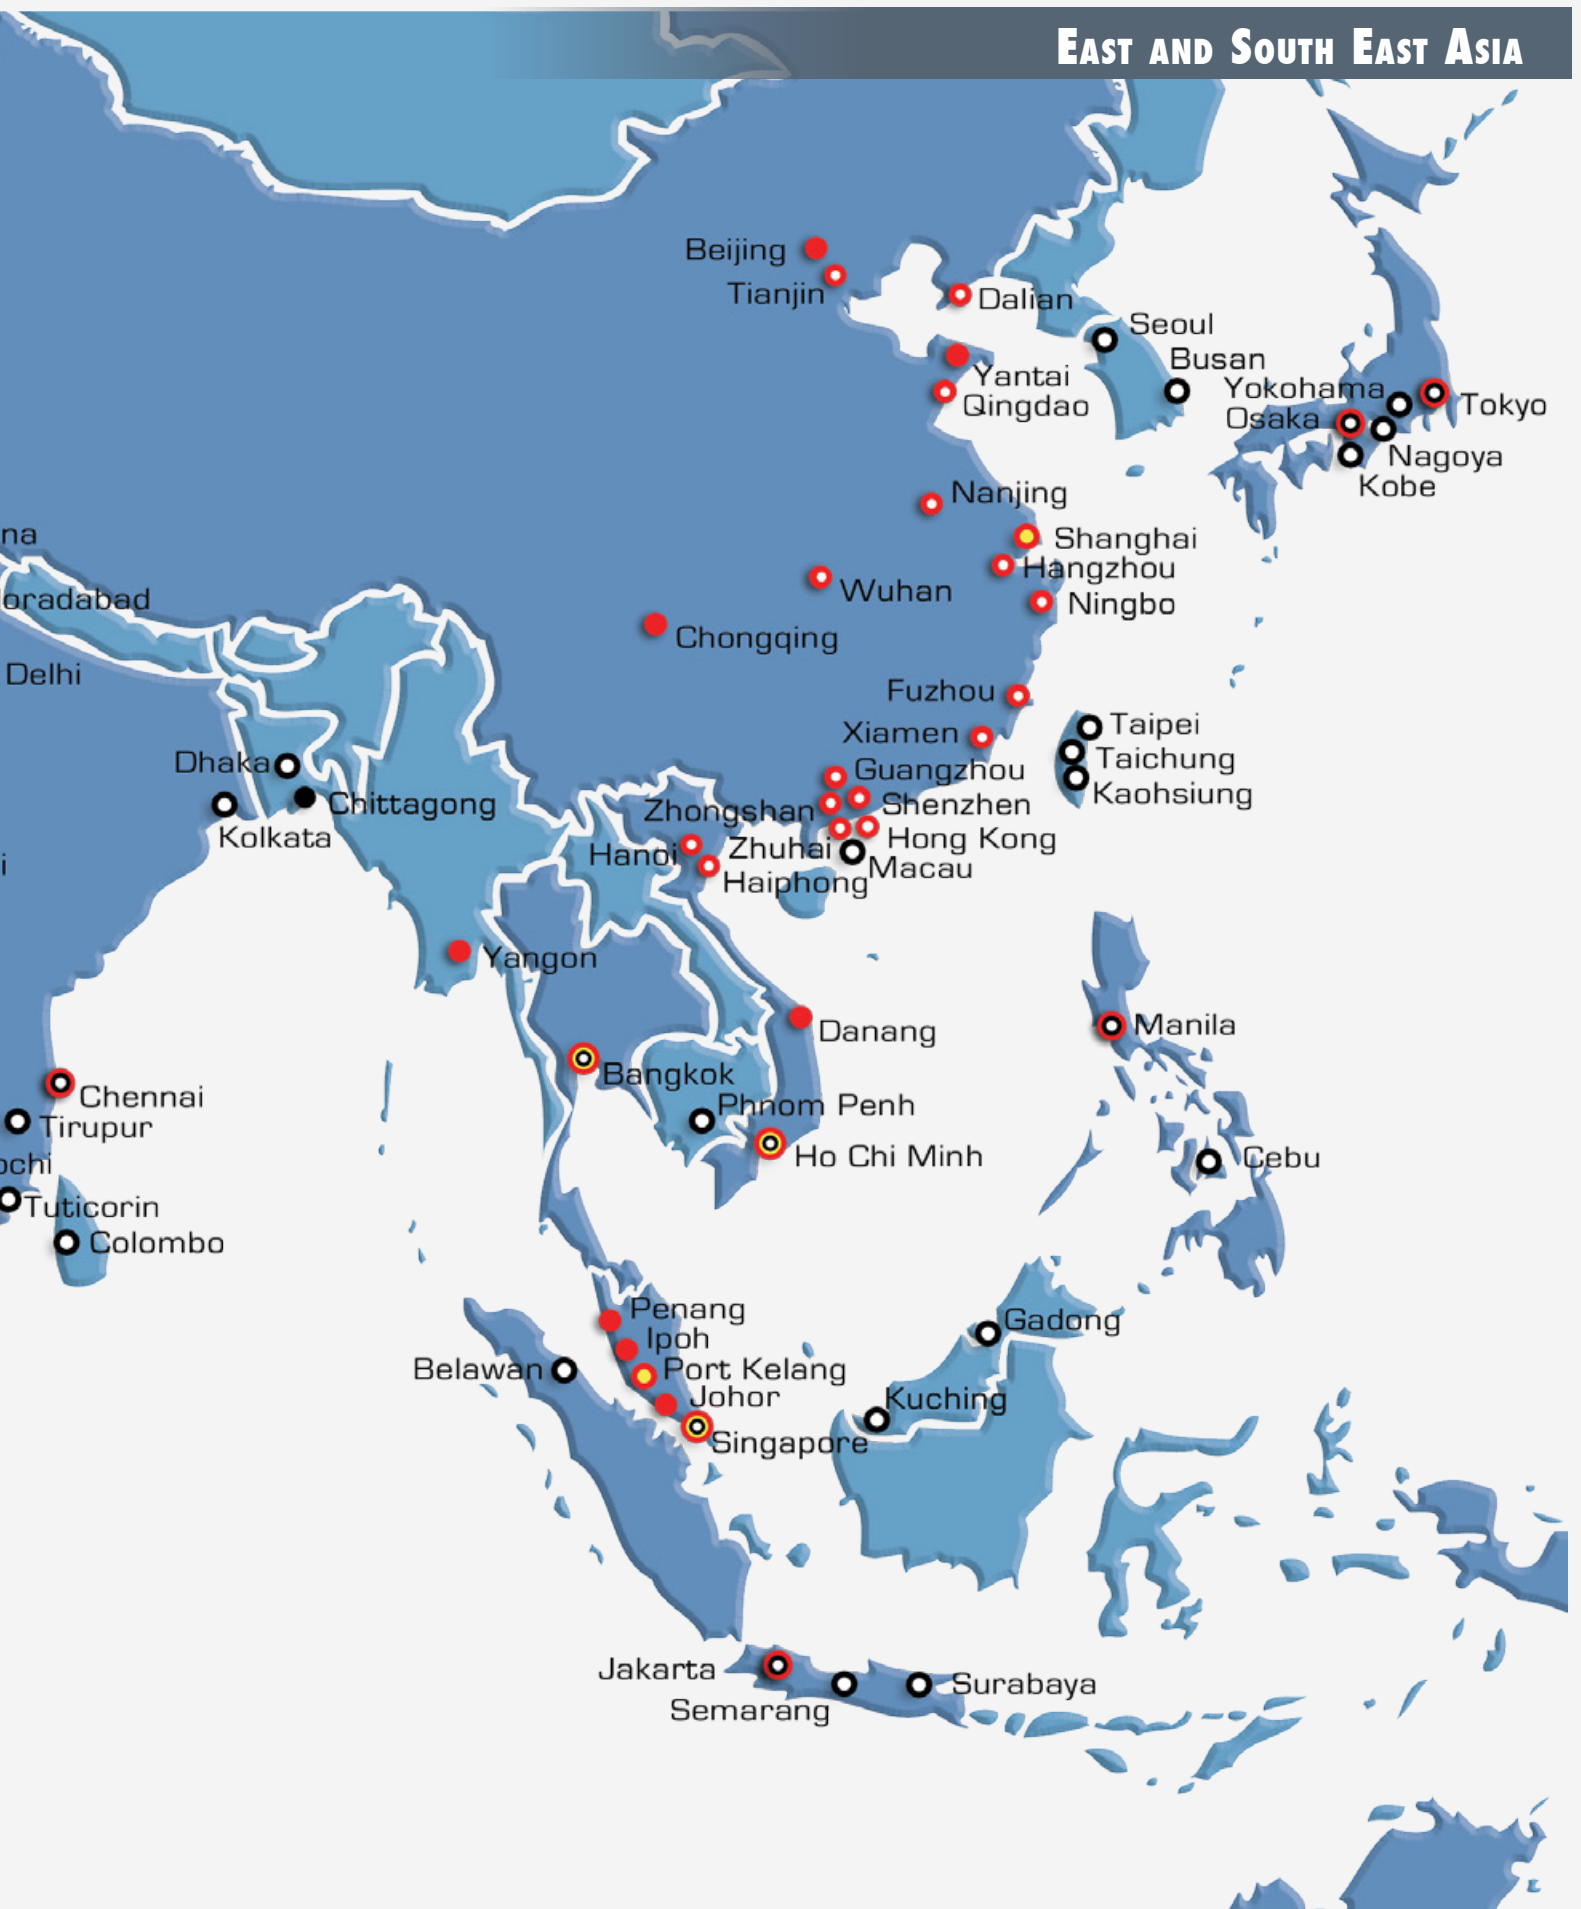 EAST AND SOUTH EAST ASIA
Beijing
Tianjin
Dalian
Seoul
Busan
Yantai
Qingdao
Yokohama
Osaka
Tokyo
Nagoya
Kobe
Nanjing
na
Shanghai
Hangzhou
Wuhan
oradabad
Ningbo
Chongqing
Delhi
Fuzhou
Xiamen
Taipei
Taichung
Kaohsiung
Dhaka
Guangzhou
Chittagong
Zhongshan
Shenzhen
Kolkata
Hong Kong
Hanoi
Zhuhai
i
Macau
Haiphong
Yangon
Danang
Manila
Bangkok
Chennai
Phnom Penh
Tirupur
Ho Chi Minh
Cebu
ochi
Tuticorin
Colombo
Penang
Gadong
Ipoh
Belawan
Port Kelang
Johor
Kuching
Singapore
Jakarta
Surabaya
Semarang